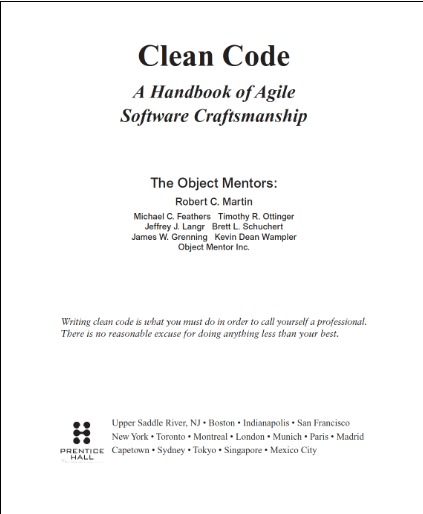 Clean Code
A Handbook of Agile
Software Craftsmanship
The Object Mentors:
Robert C. Martin
Michael C. Feathers Timothy R. Ottinger
Jeffrey J. Langr Brett L. Schuchert
James W. Grenning Kevin Dean Wampler
Object Mentor Inc.
Writing clean code is what you must do in order to call yourself a professional.
There is no reasonable excuse for doing anything less than your best.
Upper Saddle River, NJ • Boston • Indianapolis • San Francisco
New York • Toronto • Montreal • London • Munich • Paris • Madrid
Capetown • Sydney • Tokyo • Singapore • Mexico City
PRENTICE
HALL